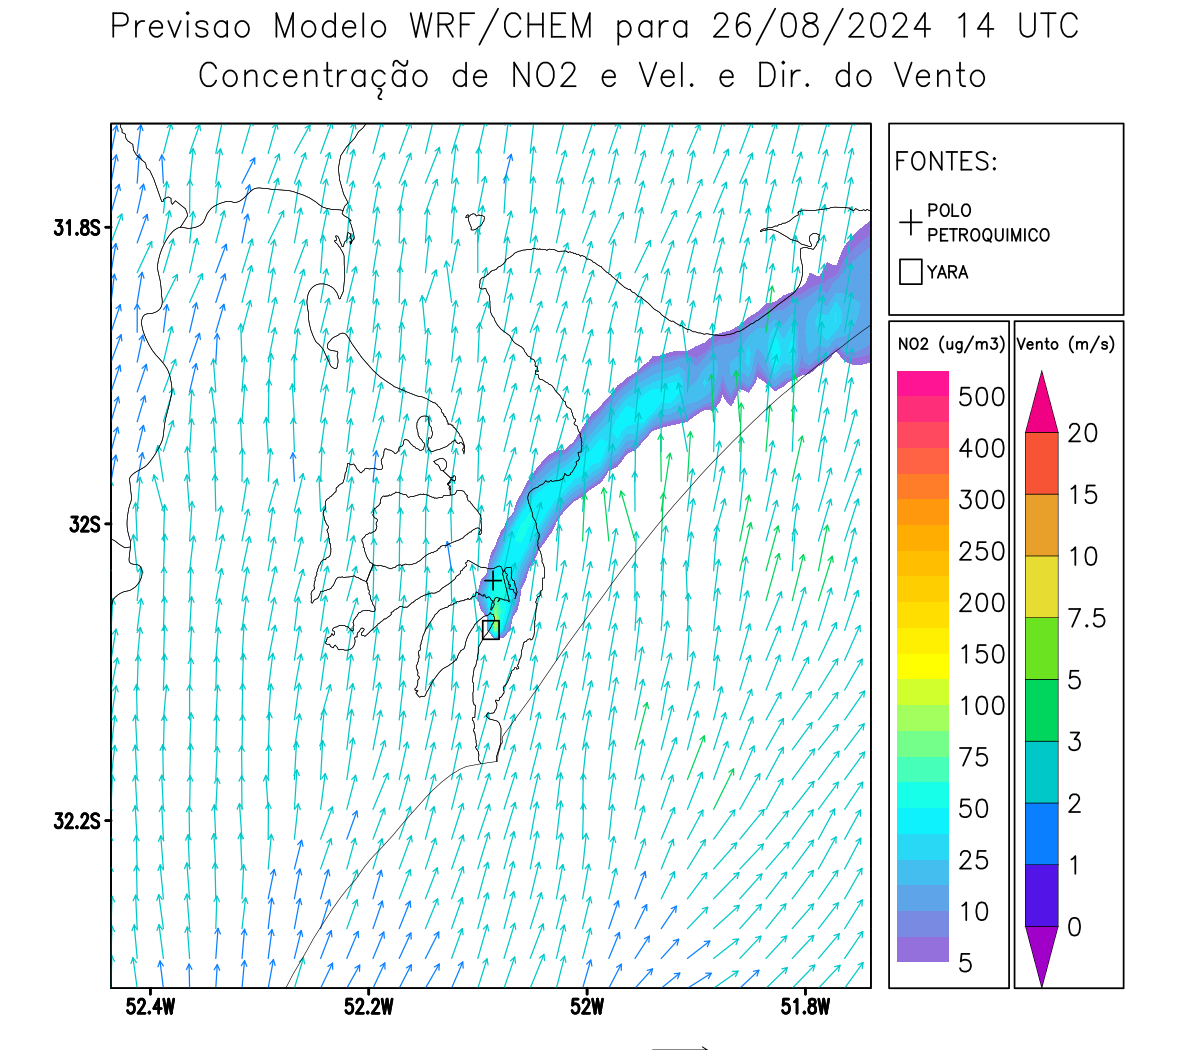 Previsao Modelo WRF/CHEM para 26/08/2024 14 UTC
Concentração de NO2 e Vel. e Dir. do Vento
FONTES:
POLO
PETROQUIMICO
YARA
NO2 (ug/m3)
500
400
300
250
200
150
100
75
50
25
10
5
Vento (m/s)
20
15
10
7.5
5
3
2
1
0
31.8S
32S
32.2S
52.4W
52.2W
52W
51.8W